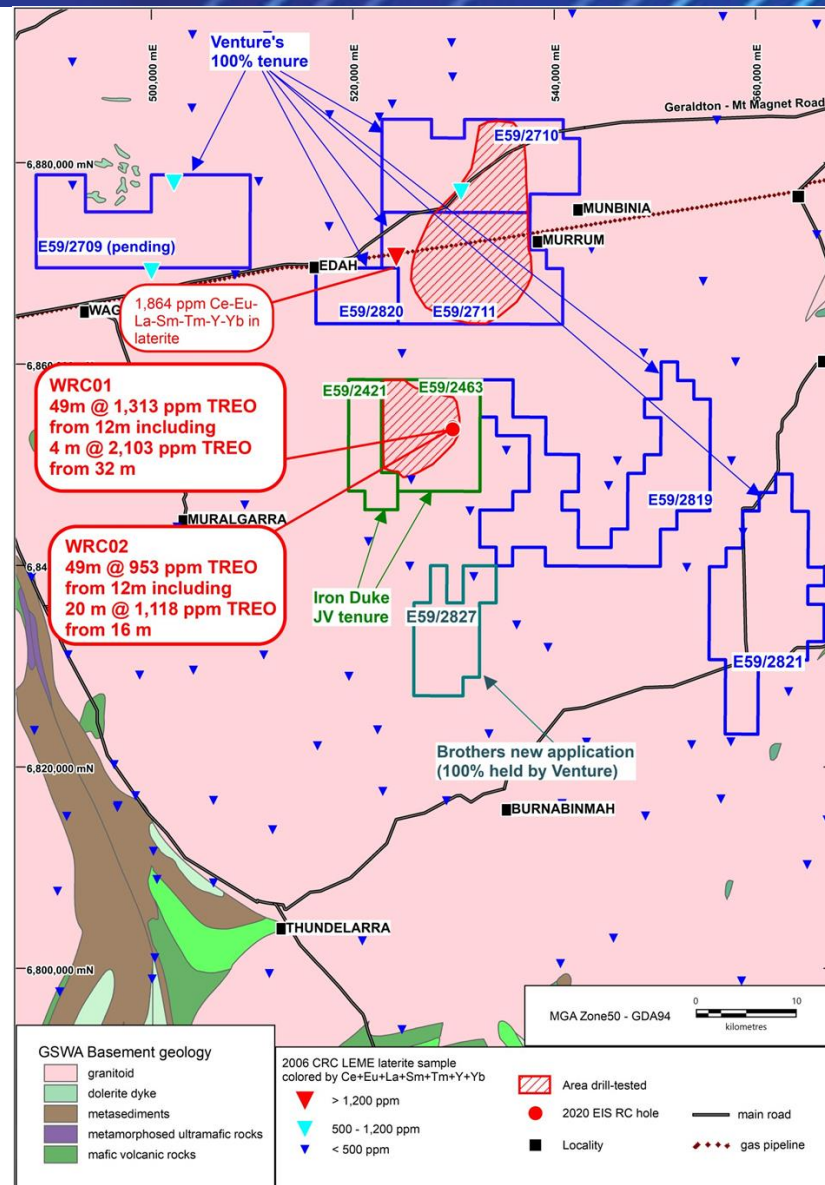 500,000 mE
520,000 mE
540,000 mE
560,000 mE
Venture's
100% tenure
Geraldton - Mt Magnet Road
E59/2710
6,880,000 mN
MUNBINIA
MURRUM
E59/2709 (pending)
EDAH
WAG
1,864 ppm Ce-Eu-
La-Sm-Tm-Y-Yb in
laterite
E59/2820
E59/2711
6,860,000 mN
E59/2421
E59/2463
WRC01
49m @ 1,313 ppm TREO
from 12m including
4 m @ 2,103 ppm TREO
from 32 m
E59/2819
MURALGARRA
WRC02
49m @ 953 ppm TREO
from 12m including
20 m @ 1,118 ppm TREO
from 16 m
6,84
Iron Duke
JV tenure
E59/2827
E59/2821
Brothers new application
(100% held by Venture)
6,820,000 mN
BURNABINMAH
THUNDELARRA
6,800,000 mN
MGA Zone50 - GDA94
0 10
kilometres
GSWA Basement geology
granitoid
dolerite dyke
metasediments
metamorphosed ultramafic rocks
mafic volcanic rocks
2006 CRC LEME laterite sample
colored by Ce+Eu+La+Sm+Tm+Y+Yb
> 1,200 ppm
500 - 1,200 ppm
< 500 ppm
Area drill-tested
2020 EIS RC hole
Locality
main road
gas pipeline